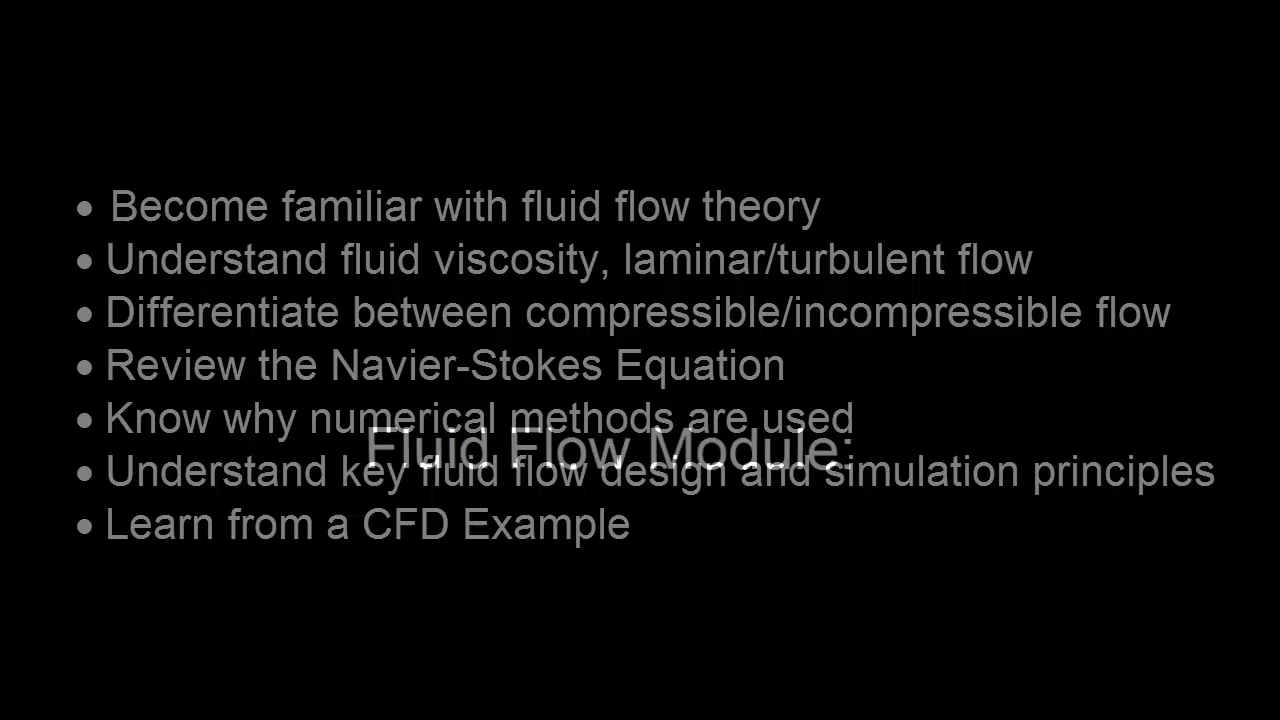 • Become familiar with fluid flow theory
• Understand fluid viscosity, laminar/turbulent flow
• Differentiate between compressible/incompressible flow
• Review the Navier-Stokes Equation
• Know why numerical methods are used
Fluid Flow Module:
• Understand key fluid flow design and simulation principles
• Learn from a CFD Example